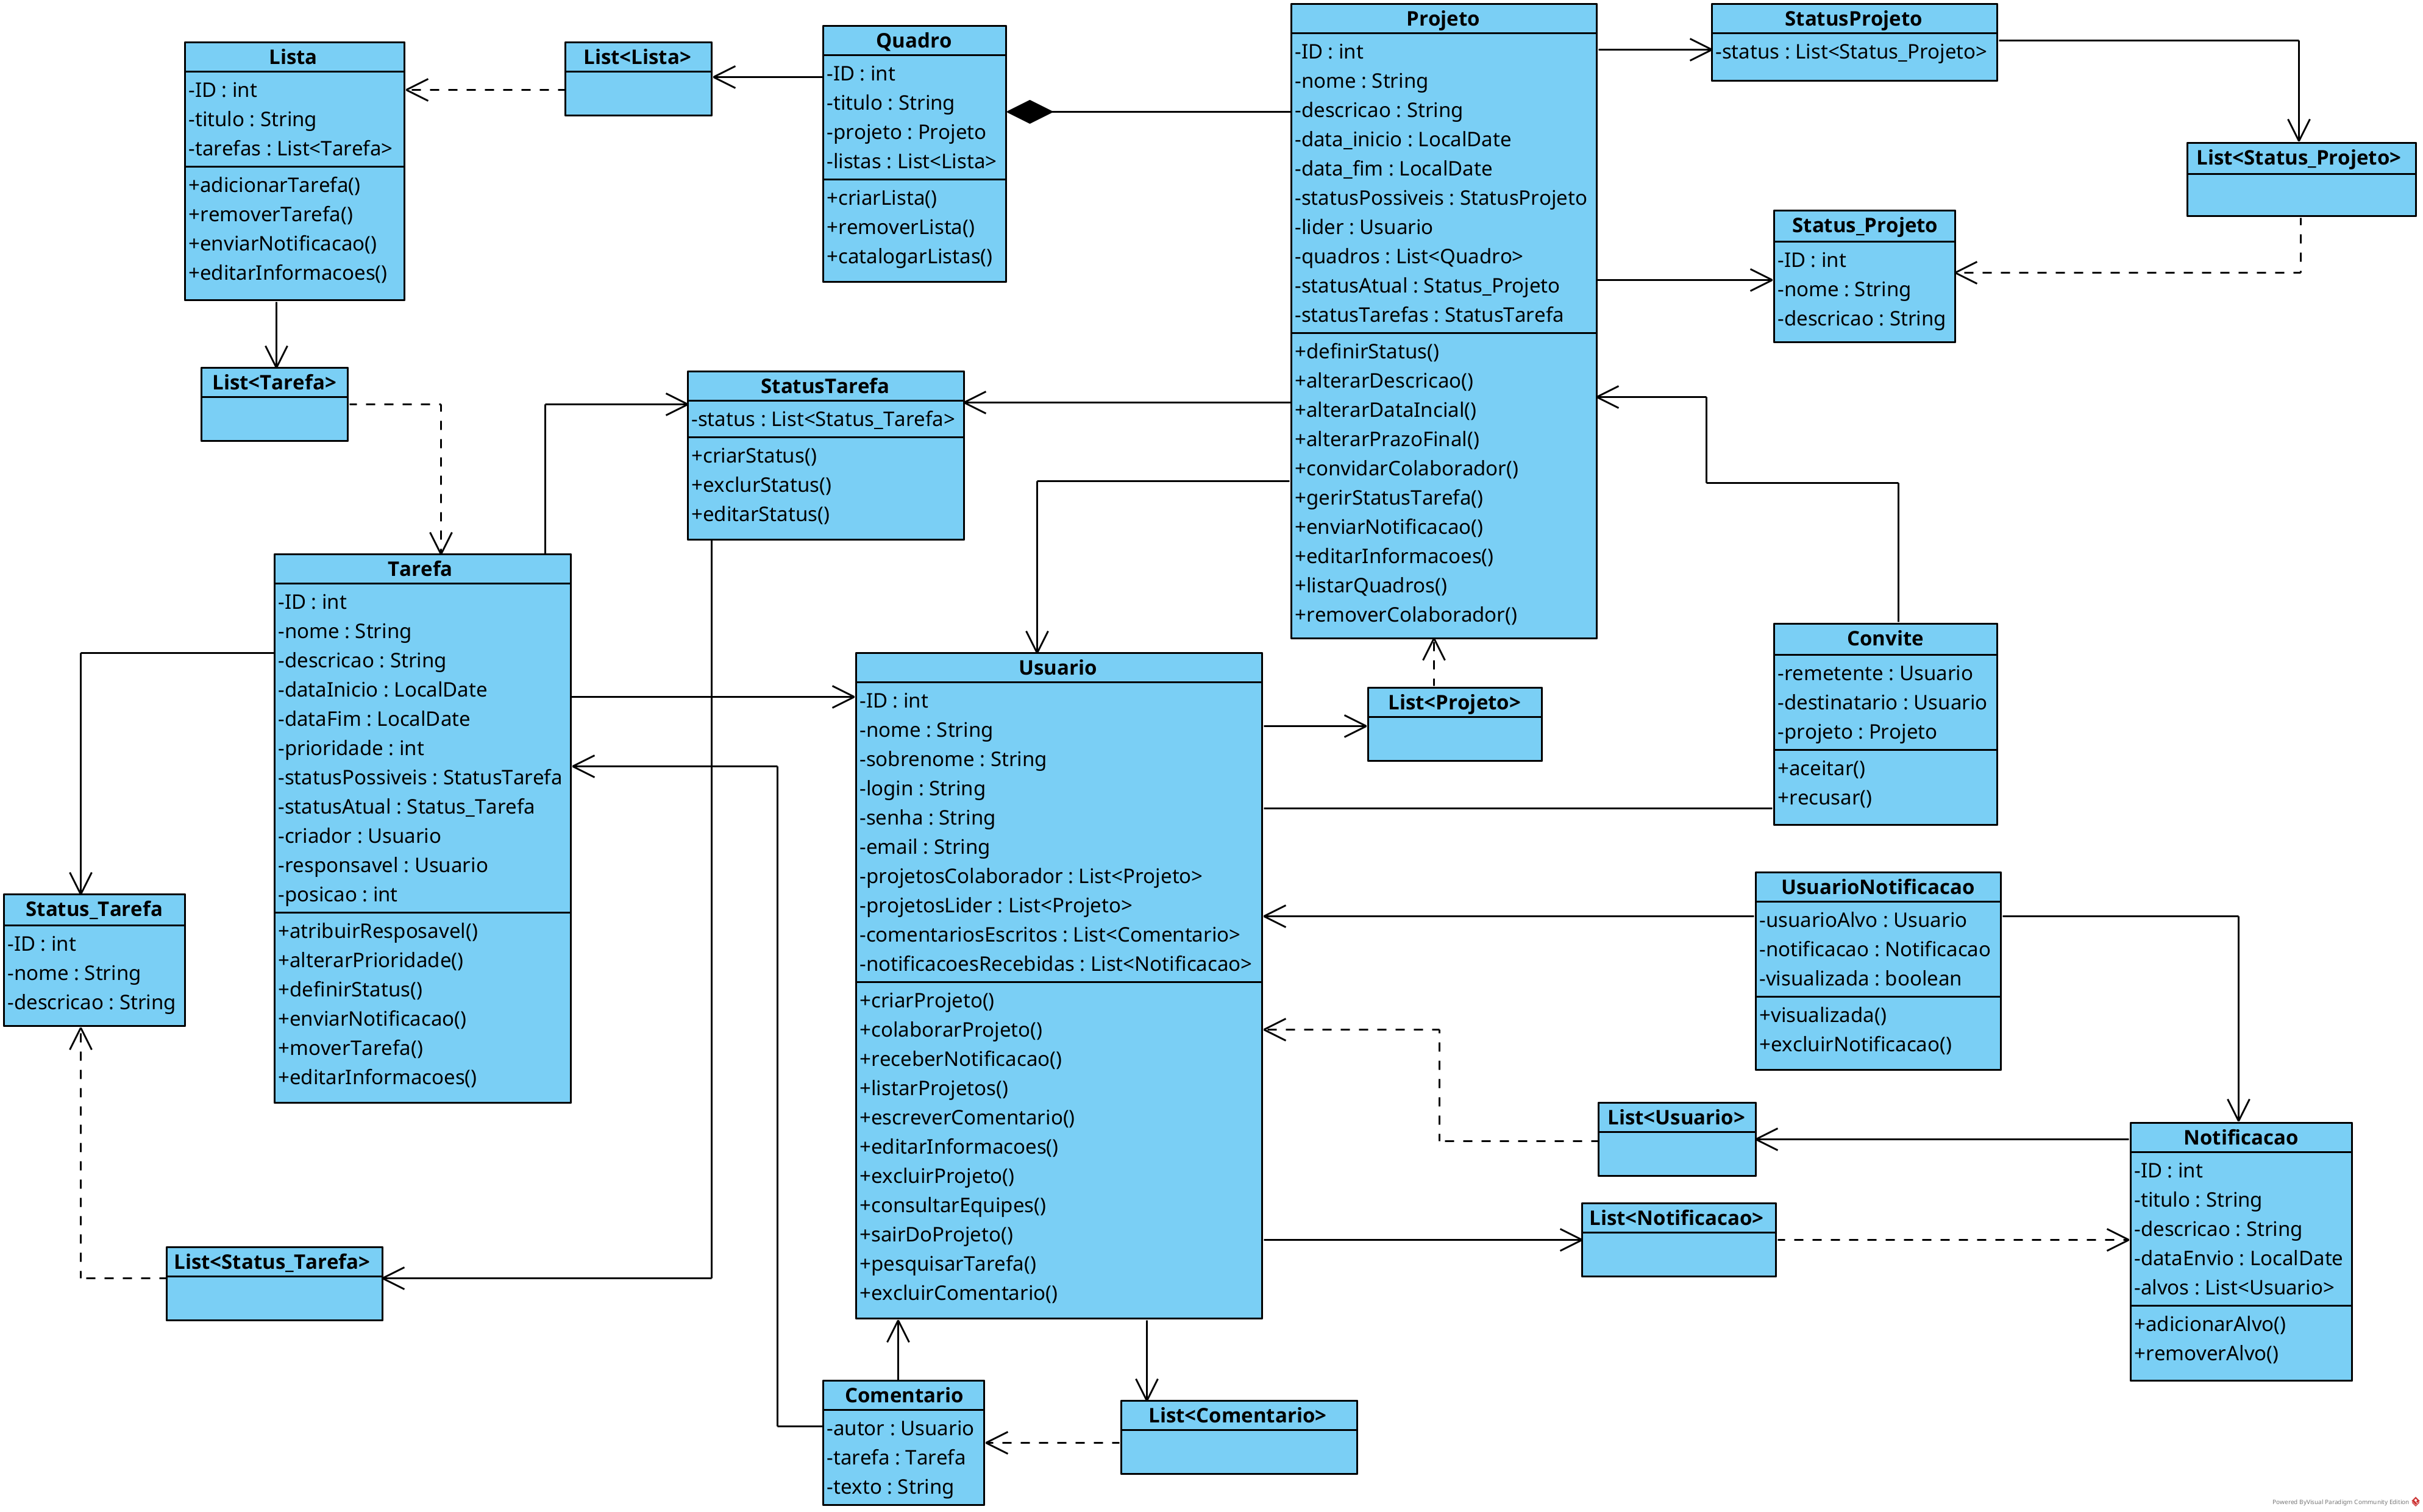 Lista
-ID : int
-titulo : String
-tarefas : List<Tarefa>
+adicionarTarefa()
+removerTarefa()
+enviarNotificacao()
+editarInformacoes()
List<Lista>
Quadro
-ID : int
-titulo : String
-projeto : Projeto
-listas : List<Lista>
+criarLista()
+removerLista()
+catalogarListas()
Projeto
-ID : int
-nome : String
-descricao : String
-data_inicio : LocalDate
-data_fim : LocalDate
-statusPossiveis : StatusProjeto
-lider : Usuario
-quadros : List<Quadro>
-statusAtual : Status_Projeto
-statusTarefas : StatusTarefa
+definirStatus()
+alterarDescricao()
+alterarDataIncial()
+alterarPrazoFinal()
+convidarColaborador()
+gerirStatusTarefa()
+enviarNotificacao()
+editarInformacoes()
+listarQuadros()
+removerColaborador()
StatusProjeto
-status : List<Status_Projeto>
List<Status_Projeto>
Status_Projeto
-ID : int
-nome : String
-descricao : String
List<Tarefa>
StatusTarefa
-status : List<Status_Tarefa>
+criarStatus()
+exclurStatus()
+editarStatus()
Tarefa
-ID : int
-nome : String
-descricao : String
-dataInicio : LocalDate
-dataFim : LocalDate
-prioridade : int
-statusPossiveis : StatusTarefa
-statusAtual : Status_Tarefa
-criador : Usuario
-responsavel : Usuario
-posicao : int
+atribuirResposavel()
+alterarPrioridade()
+definirStatus()
+enviarNotificacao()
+moverTarefa()
+editarInformacoes()
Usuario
-ID : int
-nome : String
-sobrenome : String
-login : String
-senha : String
-email : String
-projetosColaborador : List<Projeto>
-projetosLider : List<Projeto>
-comentariosEscritos : List<Comentario>
-notificacoesRecebidas : List<Notificacao>
+criarProjeto()
+colaborarProjeto()
+receberNotificacao()
+listarProjetos()
+escreverComentario()
+editarInformacoes()
+excluirProjeto()
+consultarEquipes()
+sairDoProjeto()
+pesquisarTarefa()
+excluirComentario()
List<Projeto>
Convite
-remetente : Usuario
-destinatario : Usuario
-projeto : Projeto
+aceitar()
+recusar()
Status_Tarefa
-ID : int
-nome : String
-descricao : String
UsuarioNotificacao
-usuarioAlvo : Usuario
-notificacao : Notificacao
-visualizada : boolean
+visualizada()
+excluirNotificacao()
List<Usuario>
Notificacao
-ID : int
-titulo : String
-descricao : String
-dataEnvio : LocalDate
-alvos : List<Usuario>
+adicionarAlvo()
+removerAlvo()
List<Notificacao>
List<Status_Tarefa>
Comentario
-autor : Usuario
-tarefa : Tarefa
-texto : String
List<Comentario>
Powered ByVisual Paradigm Community Edition